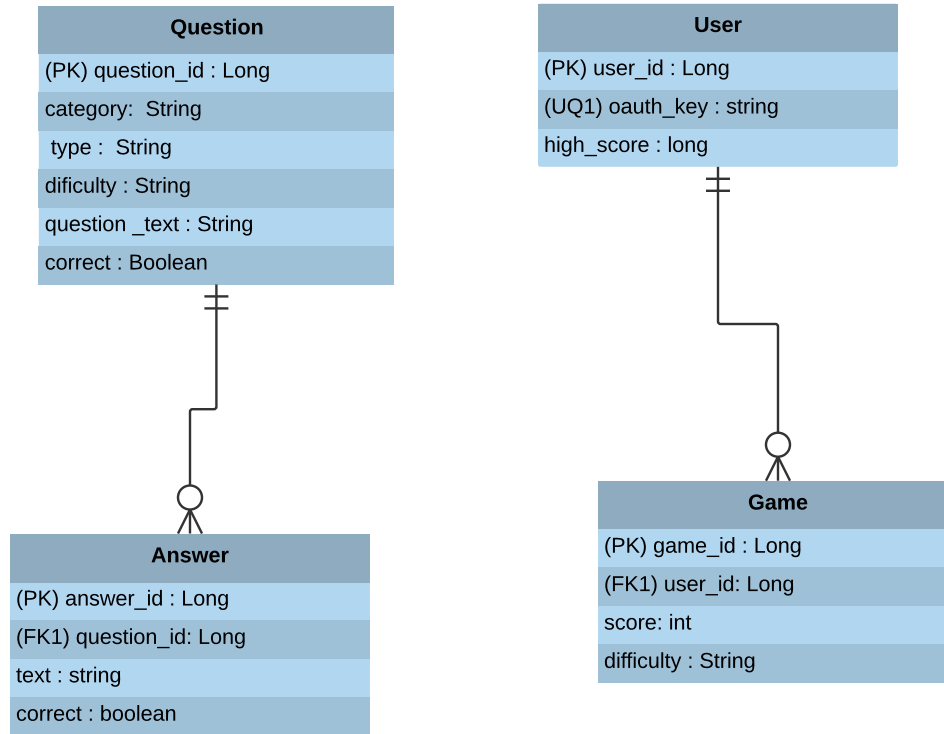 Question
(PK) question_id : Long
category:  String
type :  String
dificulty : String
question _text : String
correct : Boolean
User
(PK) user_id : Long
(UQ1) oauth_key : string
high_score : long
Answer
(PK) answer_id : Long
(FK1) question_id: Long
text : string
correct : boolean
Game
(PK) game_id : Long
(FK1) user_id: Long
score: int
difficulty : String